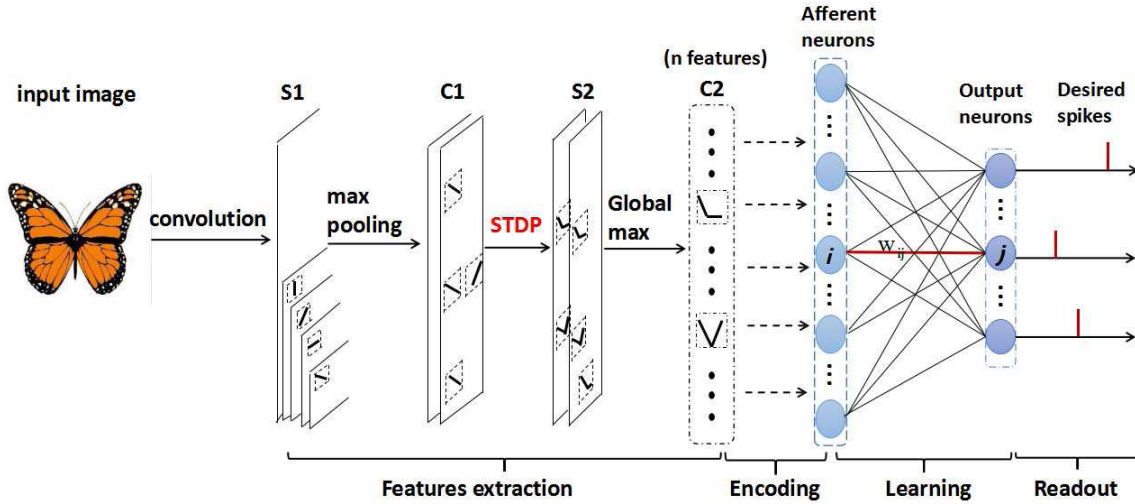 Afferent
neurons
(n features)
input image
S1
C1
S2
C2
Output
neurons
Desired
spikes
convolution
max
pooling
STDP
Global
max
i
w_ij
j
Features extraction
Encoding
Learning
Readout